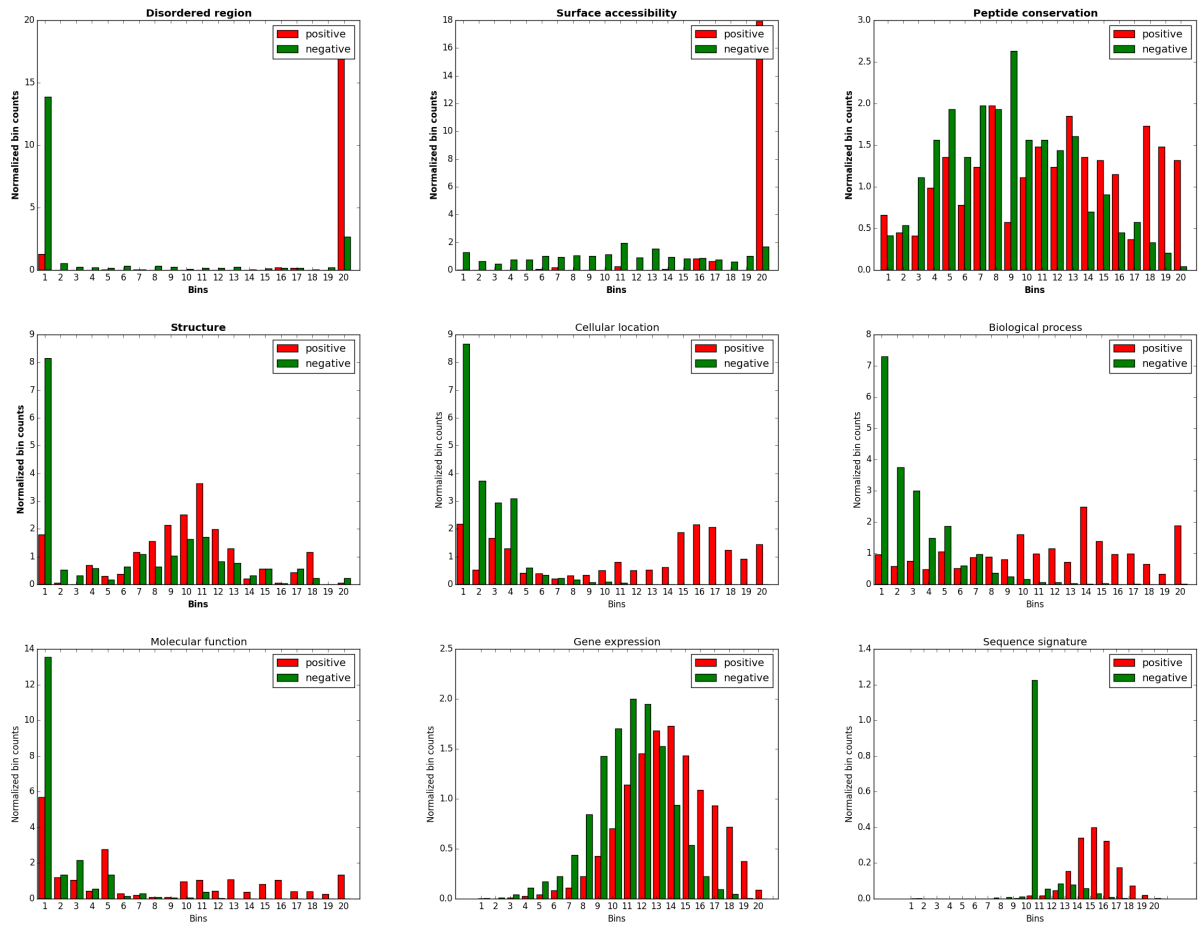 Disordered region
Normalized bin counts
20
15
10
5
0
positive
negative
1 2 3 4 5 6 7 8 9 10 11 12 13 14 15 16 17 18 19 20
Bins
Surface accessibility
Normalized bin counts
18
16
14
12
10
8
6
4
2
0
positive
negative
1 2 3 4 5 6 7 8 9 10 11 12 13 14 15 16 17 18 19 20
Bins
Peptide conservation
Normalized bin counts
3.0
2.5
2.0
1.5
1.0
0.5
0.0
positive
negative
1 2 3 4 5 6 7 8 9 10 11 12 13 14 15 16 17 18 19 20
Bins
Structure
Normalized bin counts
9
8
7
6
5
4
3
2
1
0
positive
negative
1 2 3 4 5 6 7 8 9 10 11 12 13 14 15 16 17 18 19 20
Bins
Cellular location
Normalized bin counts
9
8
7
6
5
4
3
2
1
0
positive
negative
1 2 3 4 5 6 7 8 9 10 11 12 13 14 15 16 17 18 19 20
Bins
Biological process
Normalized bin counts
8
7
6
5
4
3
2
1
0
positive
negative
1 2 3 4 5 6 7 8 9 10 11 12 13 14 15 16 17 18 19 20
Bins
Molecular function
Normalized bin counts
14
12
10
8
6
4
2
0
positive
negative
1 2 3 4 5 6 7 8 9 10 11 12 13 14 15 16 17 18 19 20
Bins
Gene expression
Normalized bin counts
2.5
2.0
1.5
1.0
0.5
0.0
positive
negative
1 2 3 4 5 6 7 8 9 10 11 12 13 14 15 16 17 18 19 20
Bins
Sequence signature
Normalized bin counts
1.4
1.2
1.0
0.8
0.6
0.4
0.2
0.0
positive
negative
1 2 3 4 5 6 7 8 9 10 11 12 13 14 15 16 17 18 19 20
Bins